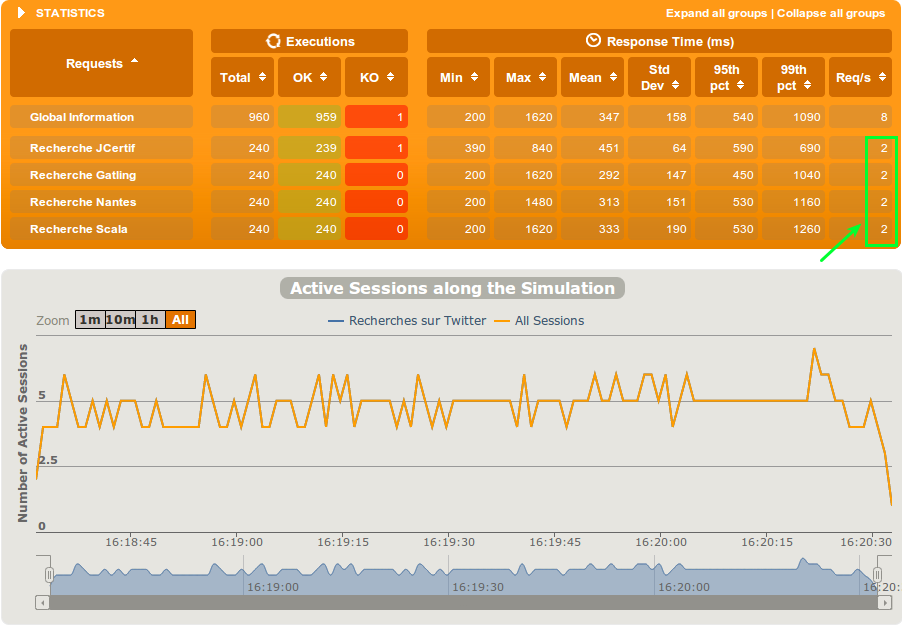 STATISTICS
Expand all groups | Collapse all groups
Requests
Executions
Response Time (ms)
Total OK KO Min Max Mean Std Dev 95th pct 99th pct Req/s
Global Information 960 959 1 200 1620 347 158 540 1090 8
Recherche JCertif 240 239 1 390 840 451 64 590 690 2
Recherche Gatling 240 240 0 200 1620 292 147 450 1040 2
Recherche Nantes 240 240 0 200 1480 313 151 530 1160 2
Recherche Scala 240 240 0 200 1620 333 190 530 1260 2
Active Sessions along the Simulation
Zoom 1m 10m 1h All
Recherches sur Twitter All Sessions
Number of Active Sessions
5
2.5
0
16:18:45 16:19:00 16:19:15 16:19:30 16:19:45 16:20:00 16:20:15 16:20:30
16:19:00 16:19:30 16:20:00 16:20: